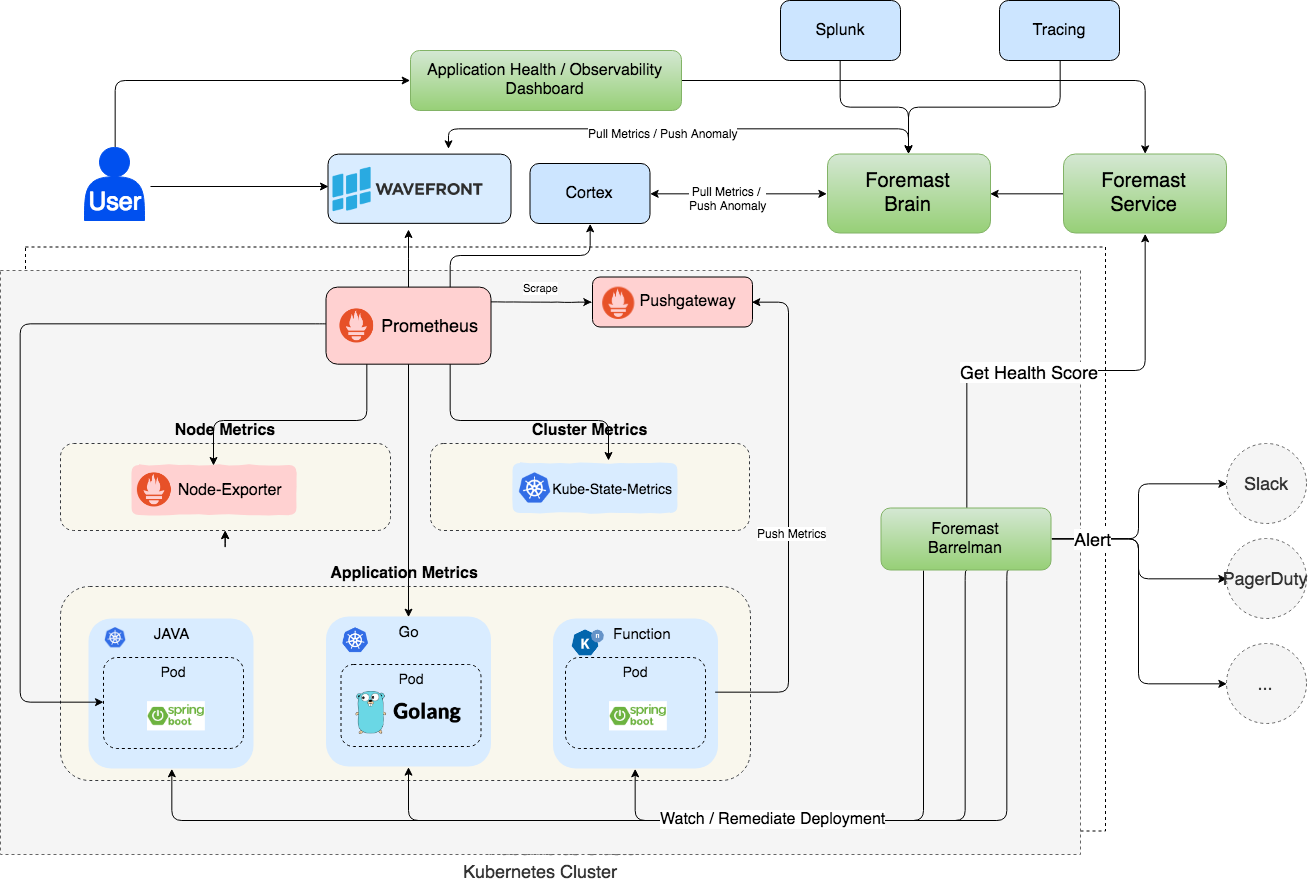 Splunk
Tracing
Application Health / Observability
Dashboard
Pull Metrics / Push Anomaly
User
WAVEFRONT
Cortex
Pull Metrics /
Push Anomaly
Foremast
Brain
Foremast
Service
Prometheus
Scrape
Pushgateway
Get Health Score
Node Metrics
Cluster Metrics
Node-Exporter
Kube-State-Metrics
Push Metrics
Foremast
Barrelman
Alert
Slack
PagerDuty
...
Application Metrics
JAVA
Pod
spring
boot
Go
Pod
Golang
K
n
Function
Pod
spring
boot
Watch / Remediate Deployment
Kubernetes Cluster